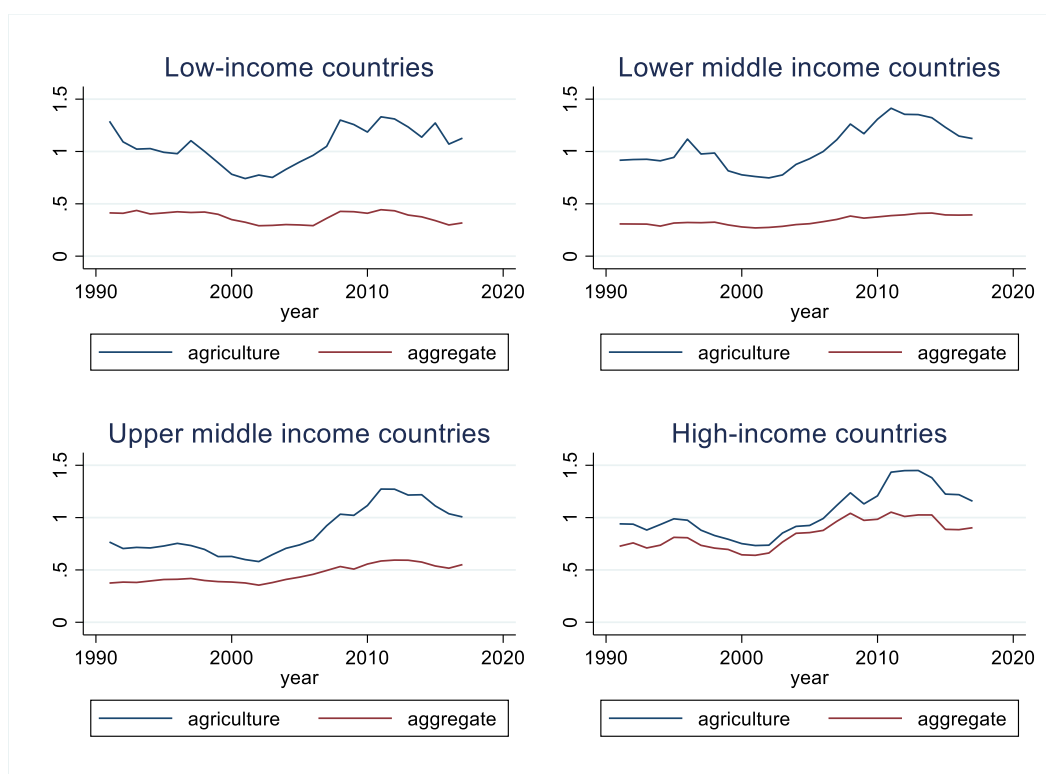 Low-income countries
1.5
1
.5
0
1990 2000 2010 2020
year
agriculture aggregate
Lower middle income countries
1.5
1
.5
0
1990 2000 2010 2020
year
agriculture aggregate
Upper middle income countries
1.5
1
.5
0
1990 2000 2010 2020
year
agriculture aggregate
High-income countries
1.5
1
.5
0
1990 2000 2010 2020
year
agriculture aggregate